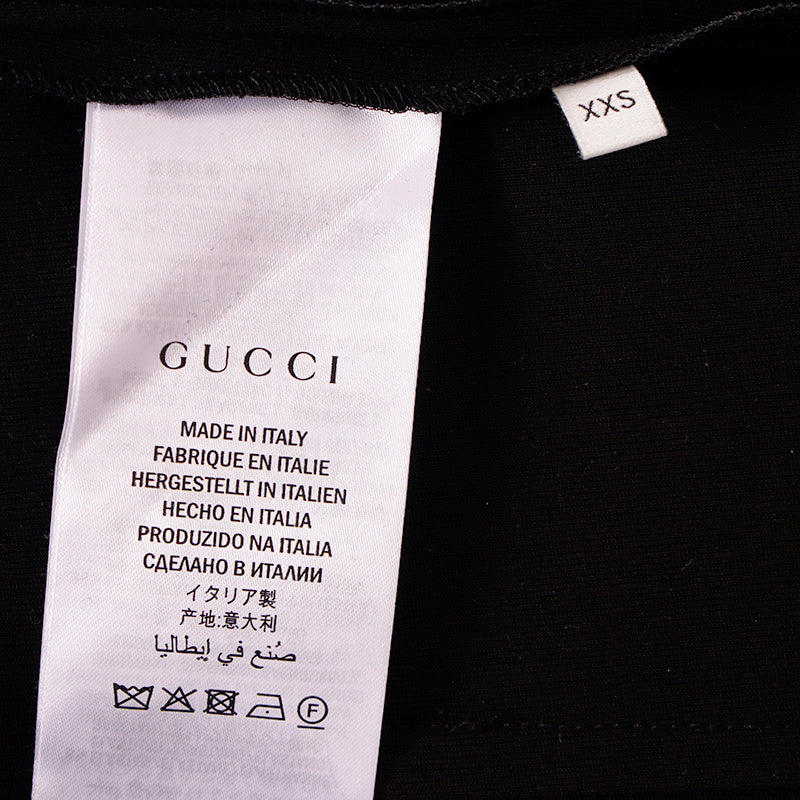 XXS
GUCCI
MADE IN ITALY
FABRIQUE EN ITALIE
HERGESTELLT IN ITALIEN
HECHO EN ITALIA
PRODUZIDO NA ITALIA
СДЕЛАНО В ИТАЛИИ
イタリア製
产地:意大利
صُنع في إيطاليا
F